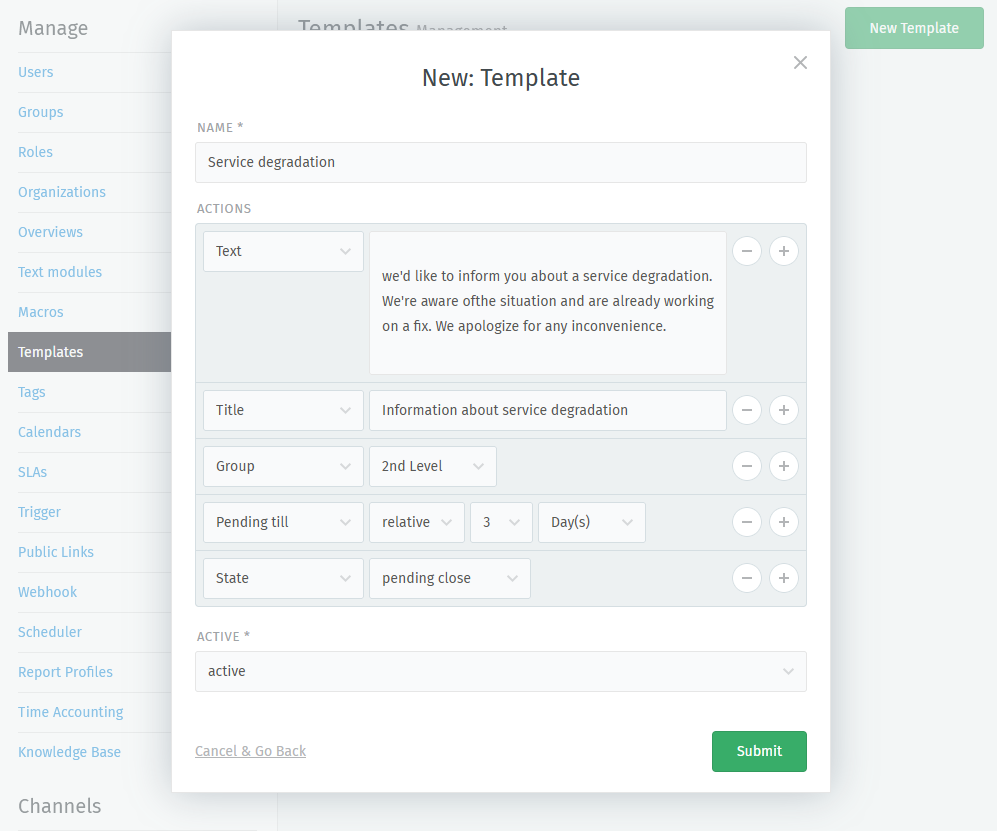 Manage
Users
Groups
Roles
Organizations
Overviews
Text modules
Macros
Templates
Tags
Calendars
SLAs
Trigger
Public Links
Webhook
Scheduler
Report Profiles
Time Accounting
Knowledge Base
Channels
Templates Management
New Template
New: Template
NAME *
Service degradation
ACTIONS
Text
we'd like to inform you about a service degradation.
We're aware ofthe situation and are already working
on a fix. We apologize for any inconvenience.
Title Information about service degradation
Group 2nd Level
Pending till relative 3 Day(s)
State pending close
ACTIVE *
active
Cancel & Go Back Submit